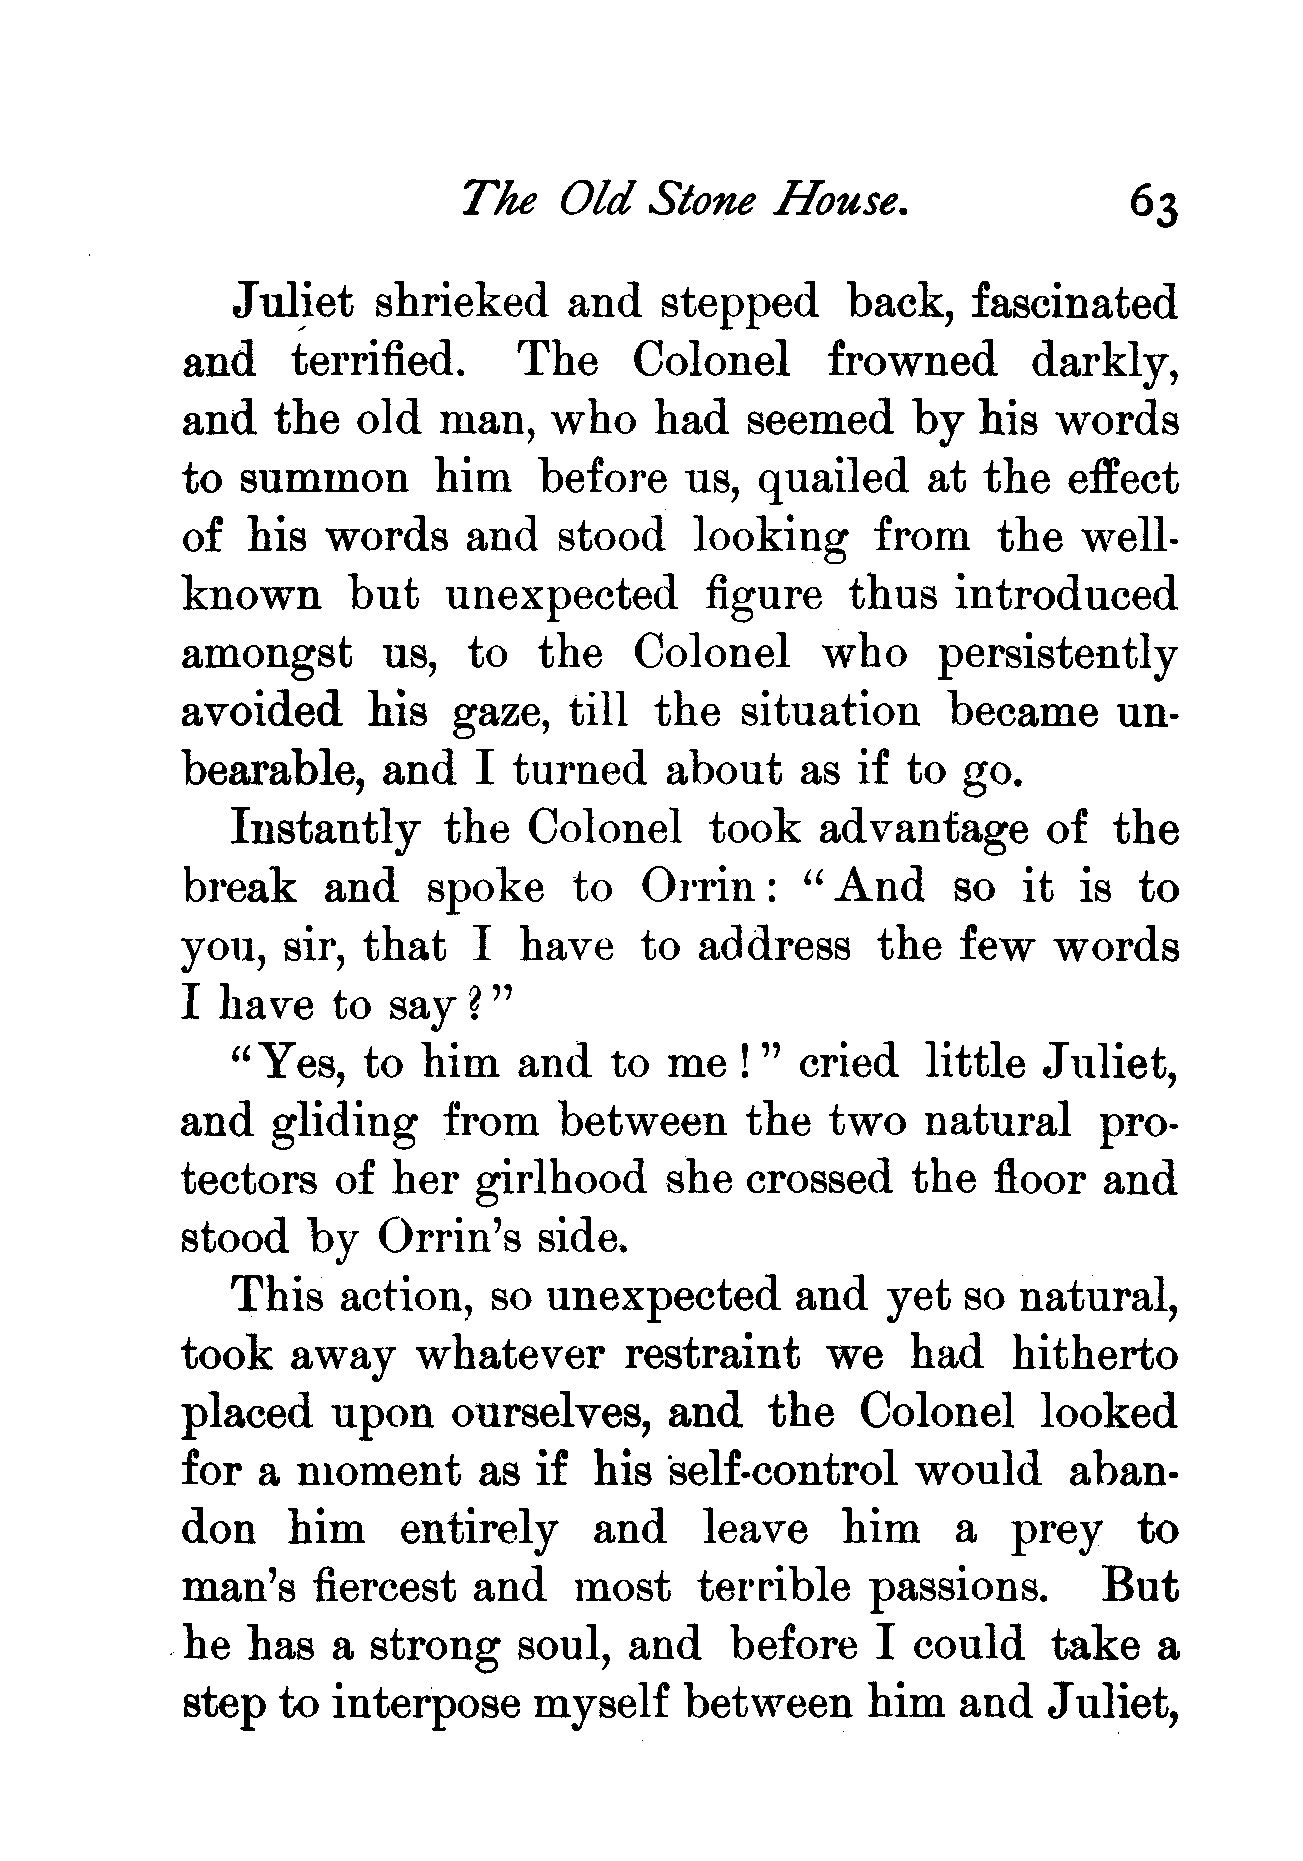 The Old Stone House. 63
Juliet shrieked and stepped back, fascinated
and terrified. The Colonel frowned darkly,
and the old man, who had seemed by his words
to summon him before us, quailed at the effect
of his words and stood looking from the well-
known but unexpected figure thus introduced
amongst us, to the Colonel who persistently
avoided his gaze, till the situation became un-
bearable, and I turned about as if to go.
Instantly the Colonel took advantage of the
break and spoke to Orrin: “And so it is to
you, sir, that I have to address the few words
I have to say?”
“Yes, to him and to me!” cried little Juliet,
and gliding from between the two natural pro-
tectors of her girlhood she crossed the floor and
stood by Orrin's side.
This action, so unexpected and yet so natural,
took away whatever restraint we had hitherto
placed upon ourselves, and the Colonel looked
for a moment as if his self-control would aban-
don him entirely and leave him a prey to
man's fiercest and most terrible passions. But
he has a strong soul, and before I could take a
step to interpose myself between him and Juliet,